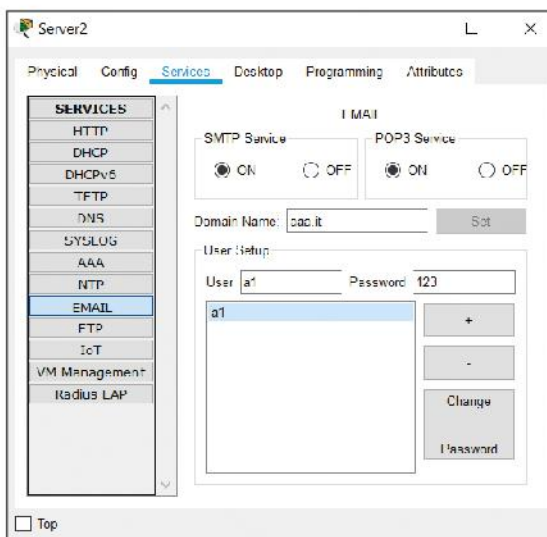 Server2
Physical Config Services Desktop Programming Attributes
SERVICES
HTTP
DHCP
DHCPv6
TFTP
DNS
SYSLOG
AAA
NTP
EMAIL
FTP
IoT
VM Management
Radius EAP
EMAIL
SMTP Service
ON OFF
POP3 Service
ON OFF
Domain Name: Set
User Setup
User a1 Password 123
a1
+
-
Change
Password
Top